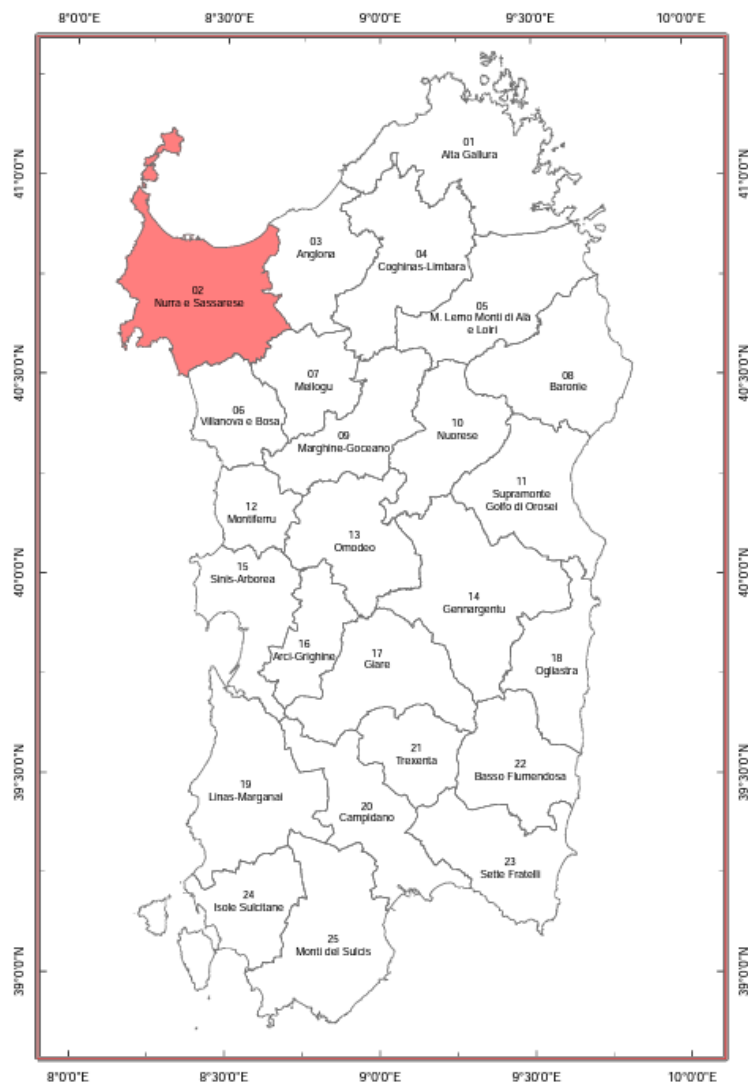 8°0'0"E 8°30'0"E 9°0'0"E 9°30'0"E 10°0'0"E
41°0'0"N
41°0'0"N
40°30'0"N
40°30'0"N
40°0'0"N
40°0'0"N
39°30'0"N
39°30'0"N
39°0'0"N
39°0'0"N
01
Alta Gallura
02
Nurra e Sassarese
03
Anglona
04
Coghinas-Limbara
05
M. Lerno Monti di Alà
e Loiri
06
Villanova e Bosa
07
Meilogu
08
Baronie
09
Marghine-Goceano
10
Nuorese
11
Supramonte
Golfo di Orosei
12
Montiferru
13
Omodeo
14
Gennargentu
15
Sinis-Arborea
16
Arci-Grighine
17
Giare
18
Ogliastra
19
Linas-Marganai
20
Campidano
21
Trexenta
22
Basso Flumendosa
23
Sette Fratelli
24
Isole Sulcitane
25
Monti del Sulcis
8°0'0"E 8°30'0"E 9°0'0"E 9°30'0"E 10°0'0"E